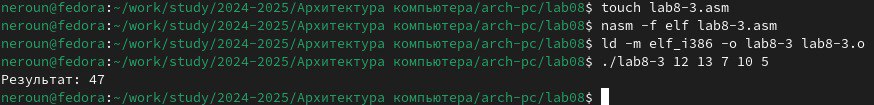 neroun@fedora:~/work/study/2024-2025/Архитектура компьютера/arch-pc/lab08$ touch lab8-3.asm
neroun@fedora:~/work/study/2024-2025/Архитектура компьютера/arch-pc/lab08$ nasm -f elf lab8-3.asm
neroun@fedora:~/work/study/2024-2025/Архитектура компьютера/arch-pc/lab08$ ld -m elf_i386 -o lab8-3 lab8-3.o
neroun@fedora:~/work/study/2024-2025/Архитектура компьютера/arch-pc/lab08$ ./lab8-3 12 13 7 10 5
Результат: 47
neroun@fedora:~/work/study/2024-2025/Архитектура компьютера/arch-pc/lab08$